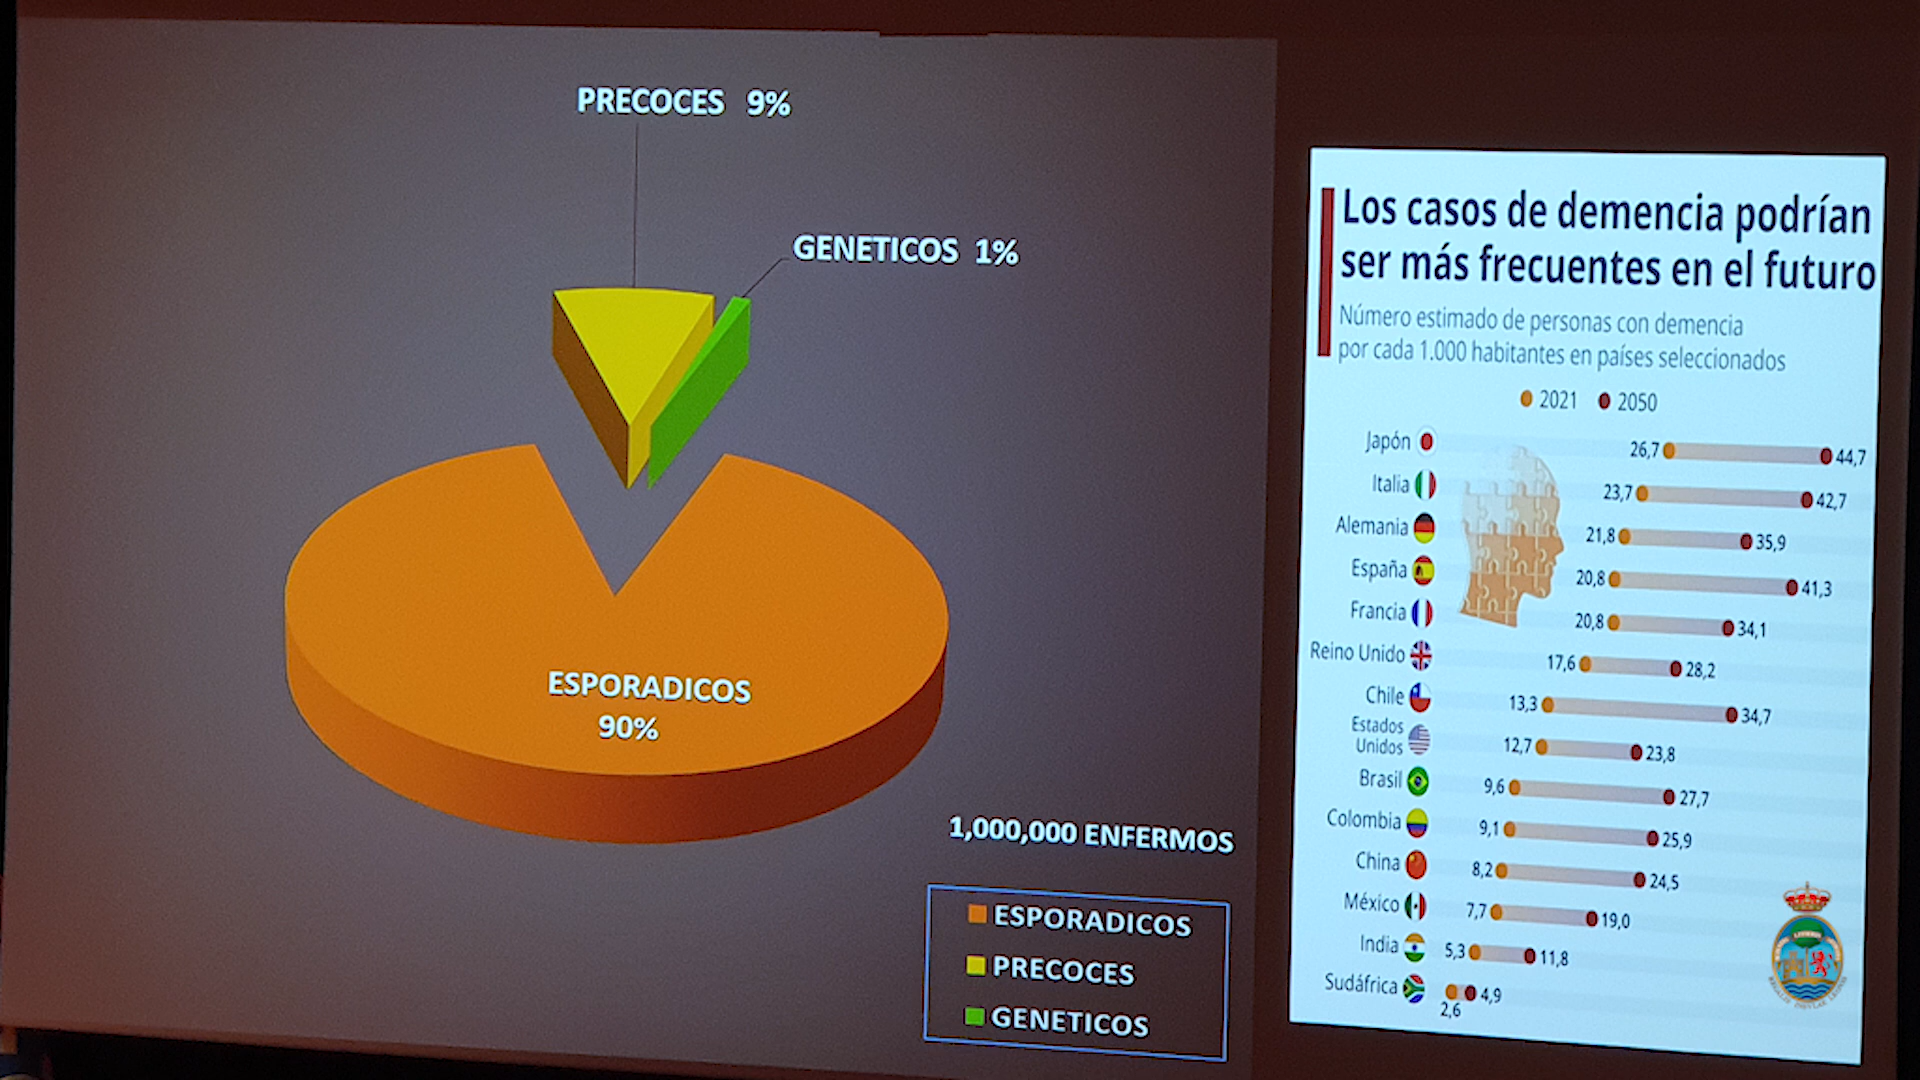 PRECOCES 9%
GENETICOS 1%
ESPORADICOS
90%
1,000,000 ENFERMOS
ESPORADICOS
PRECOCES
GENETICOS
Los casos de demencia podrían
ser más frecuentes en el futuro
Número estimado de personas con demencia
por cada 1.000 habitantes en países seleccionados
2021 2050
Japón 26,7 44,7
Italia 23,7 42,7
Alemania 21,8 35,9
España 20,8 41,3
Francia 20,8 34,1
Reino Unido 17,6 28,2
Chile 13,3 34,7
Estados
Unidos 12,7 23,8
Brasil 9,6 27,7
Colombia 9,1 25,9
China 8,2 24,5
México 7,7 19,0
India 5,3 11,8
Sudáfrica 2,6 4,9